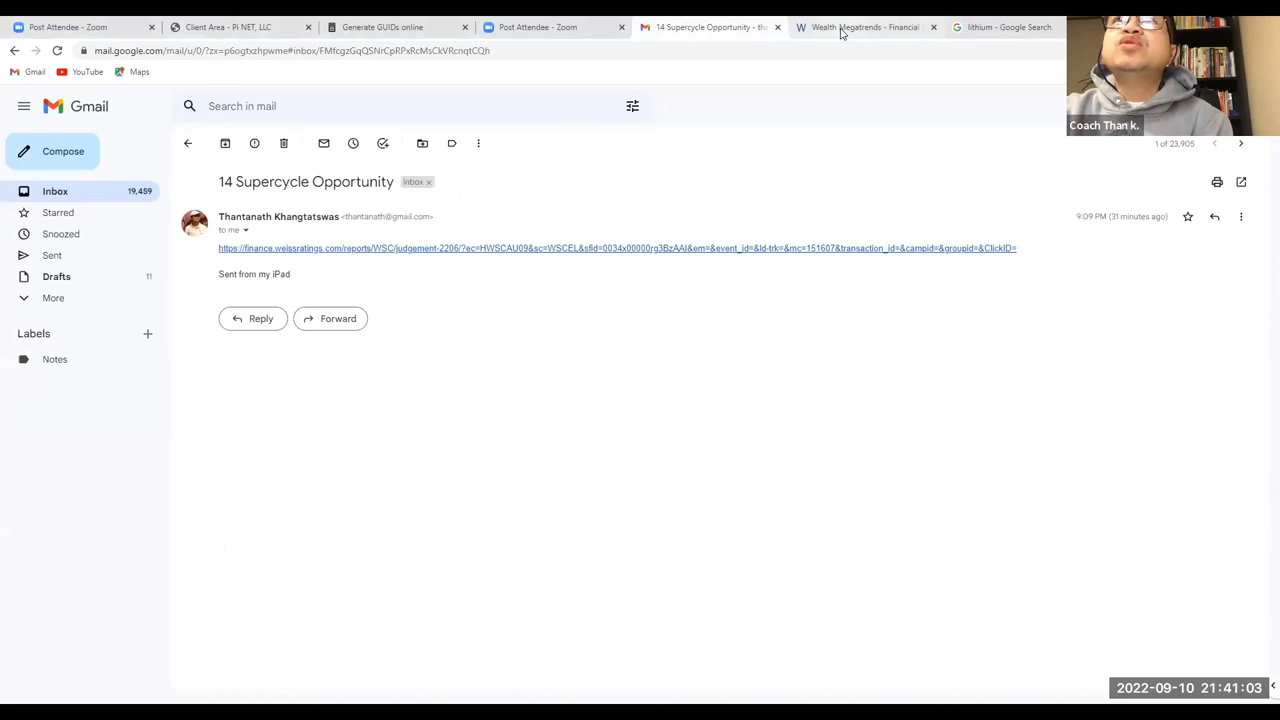 Post Attendee - Zoom
Client Area - Pi NET, LLC
Generate GUIDs online
Post Attendee - Zoom
14 Supercycle Opportunity - tha
Wealth Megatrends - Financial
lithium - Google Search
mail.google.com/mail/u/0/?zx=p6ogtxzhpwme#inbox/FMfcgzGqQSNrCpRPxRcMsCkVRcnqtCQh
Gmail
YouTube
Maps
Gmail
Search in mail
Coach Than k.
Compose
1 of 23,905
Inbox 19,459
Starred
Snoozed
Sent
Drafts 11
More
Labels
Notes
14 Supercycle Opportunity
Inbox
Thantanath Khangtatswas <thantanath@gmail.com>
9:09 PM (31 minutes ago)
to me
https://finance.weissratings.com/reports/WSC/judgement-2206/?ec=HWSCAU09&sc=WSCEL&sfid=0034x00000rg3BzAAI&em=&event_id=&ld-trk=&mc=151607&transaction_id=&campid=&groupid=&ClickID=
Sent from my iPad
Reply
Forward
2022-09-10 21:41:03